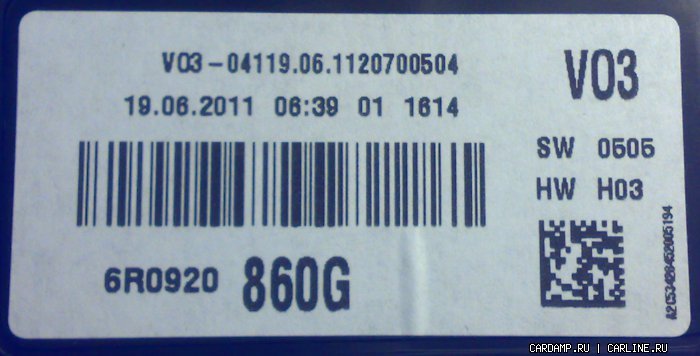 V03-04119.06.1120700504
V03
19.06.2011 06:39 01 1614
SW 0505
HW H03
6R0920 860G
A2C53428452005194
CARDAMP.RU | CARLINE.RU